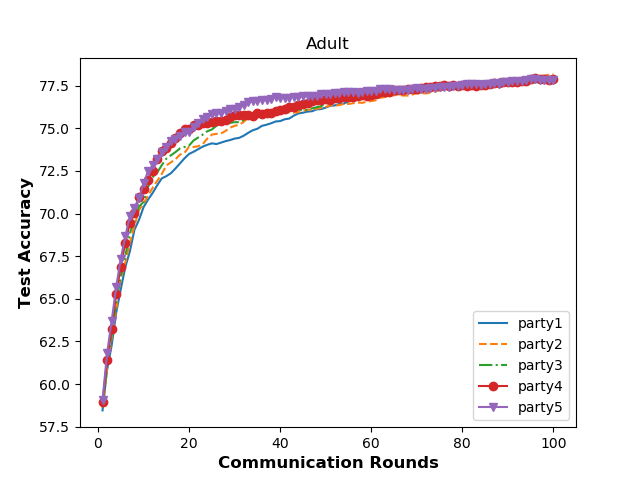 Adult
Test Accuracy
77.5
75.0
72.5
70.0
67.5
65.0
62.5
60.0
57.5
0 20 40 60 80 100
Communication Rounds
party1
party2
party3
party4
party5